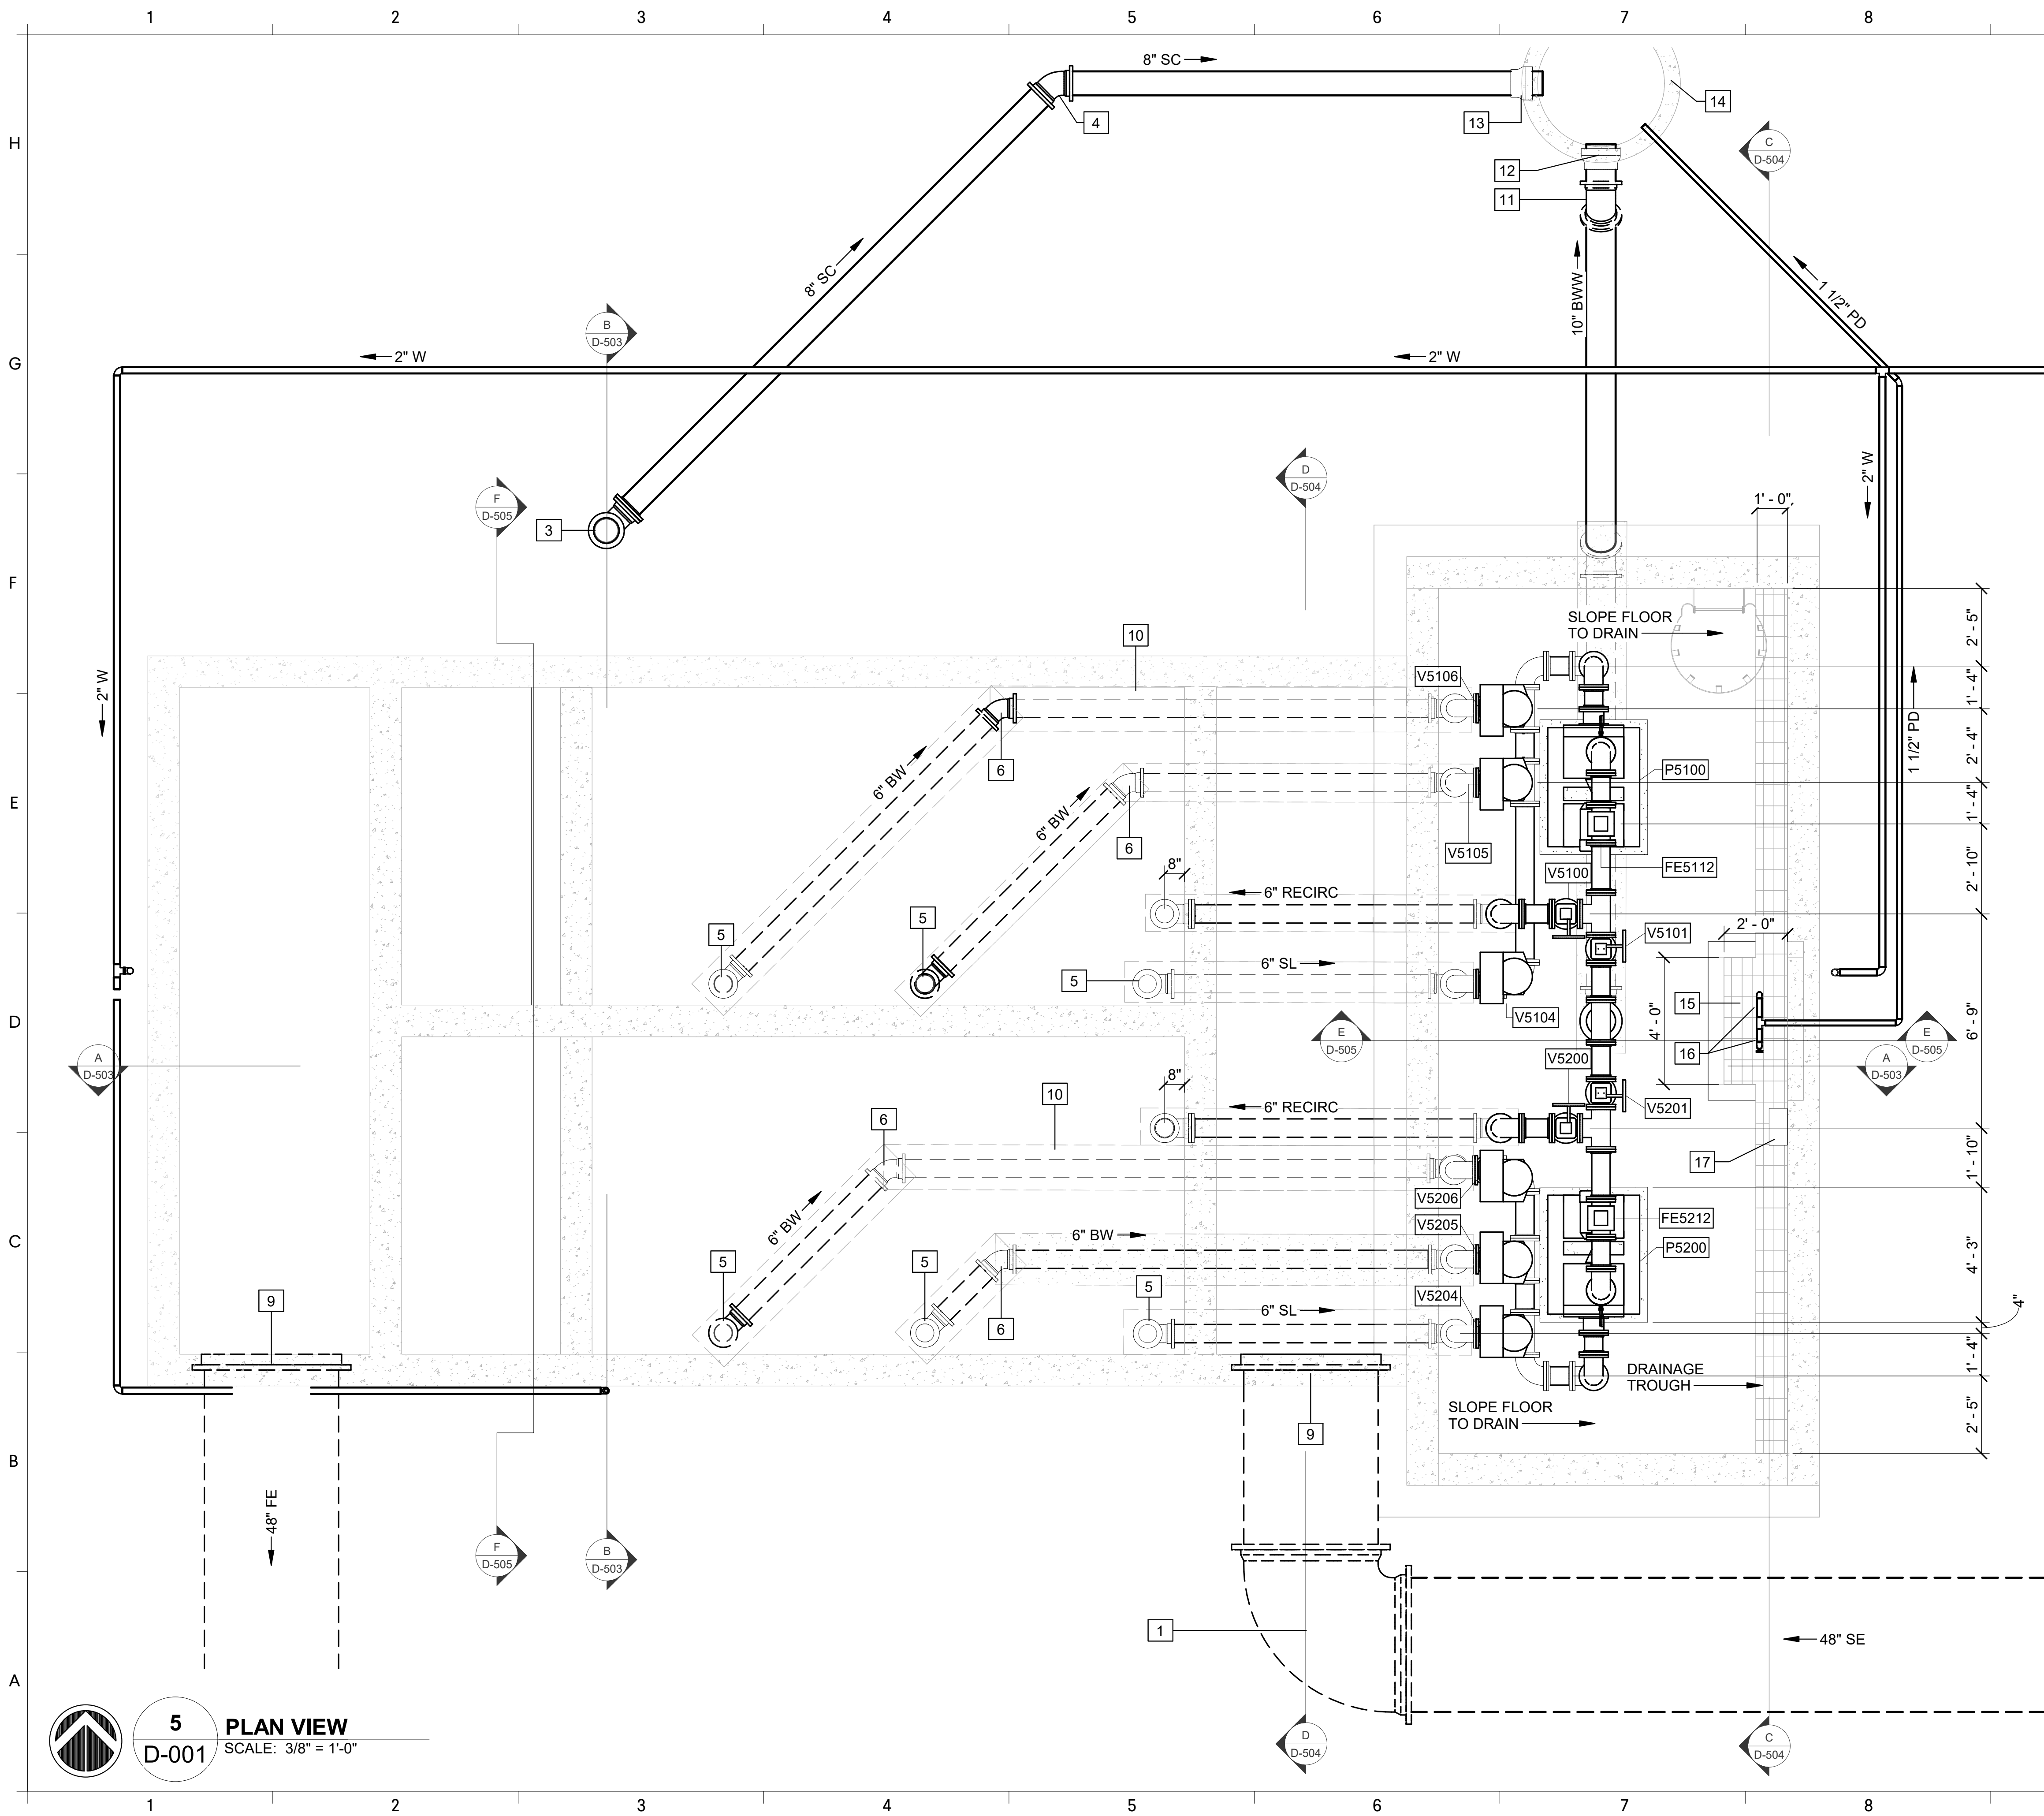 1 2 3 4 5 6 7 8
8" SC
4
13
14
H
12
C
D-504
11
8" SC
10" BWW
1 1/2" PD
B
D-503
G
2" W
2" W
2" W
F
D-505
D
D-504
3
1' - 0"
F
SLOPE FLOOR
TO DRAIN
2' - 5"
10
V5106
2" W
1' - 4"
6" BW
6
1 1/2" PD
2' - 4"
P5100
E
6" BW
6
V5105
1' - 4"
8"
FE5112
V5100
2' - 10"
6" RECIRC
5
5
2' - 0"
V5101
6" SL
5
V5104
15
4' - 0"
D
E
D-505
16
E
D-505
6' - 9"
A
D-503
V5200
A
D-503
8"
10
6" RECIRC
V5201
6
17
1' - 10"
V5206
6" BW
FE5212
V5205
6" BW
C
P5200
5
5
4' - 3"
5
V5204
9
6" SL
6
4"
1' - 4"
DRAINAGE
TROUGH
SLOPE FLOOR
TO DRAIN
2' - 5"
9
B
48" FE
F
D-505
B
D-503
1
48" SE
A
5
D-001
PLAN VIEW
SCALE: 3/8" = 1'-0"
D
D-504
C
D-504
1 2 3 4 5 6 7 8